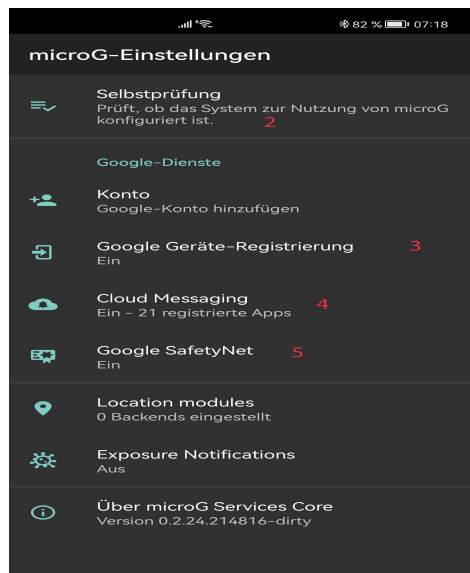 82 % 07:18
microG-Einstellungen
Selbstprüfung
Prüft, ob das System zur Nutzung von microG
konfiguriert ist. 2
Google-Dienste
Konto
Google-Konto hinzufügen
Google Geräte-Registrierung 3
Ein
Cloud Messaging 4
Ein - 21 registrierte Apps
Google SafetyNet 5
Ein
Location modules
0 Backends eingestellt
Exposure Notifications
Aus
Über microG Services Core
Version 0.2.24.214816-dirty